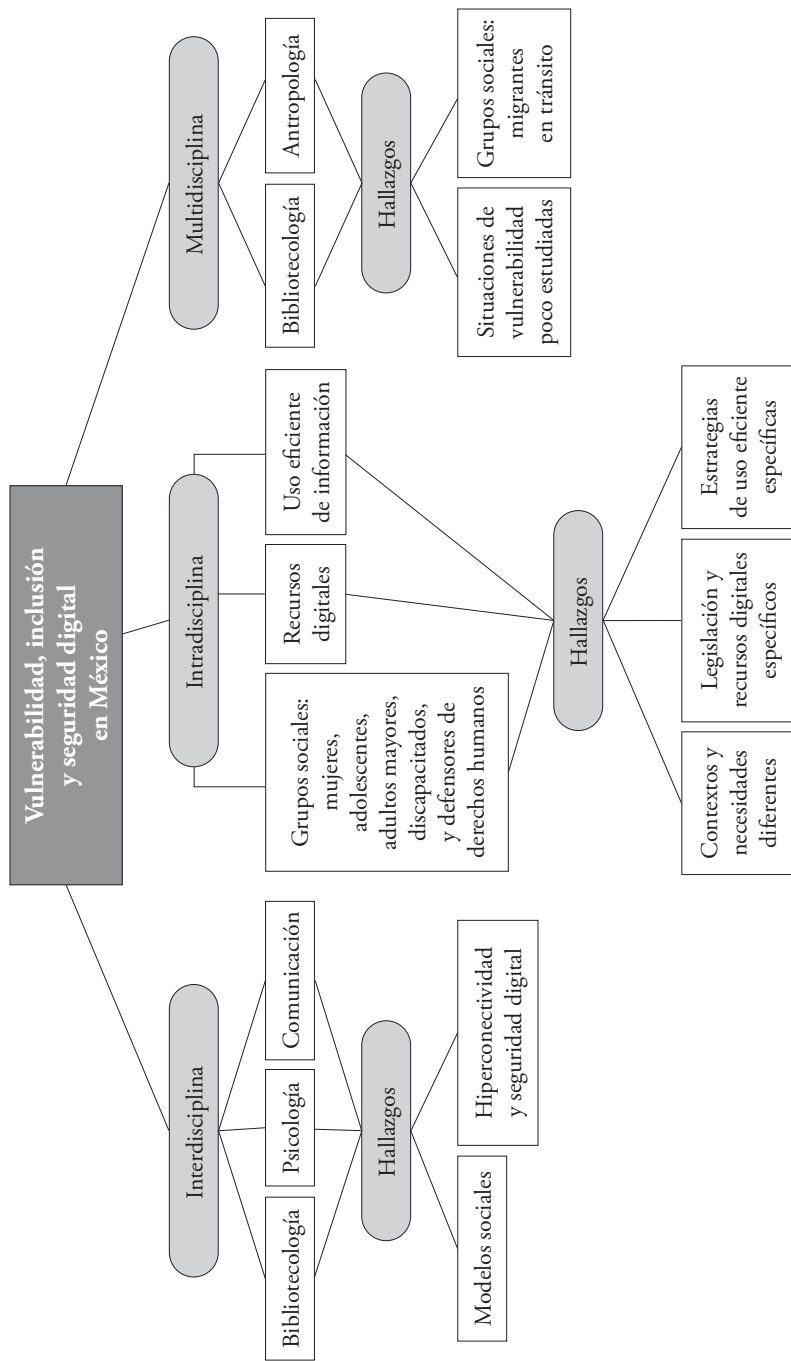 Vulnerabilidad, inclusión
y seguridad digital
en México
Interdisciplina
Bibliotecología
Psicología
Comunicación
Hallazgos
Modelos sociales
Hiperconectividad
y seguridad digital
Intradisciplina
Grupos sociales:
mujeres,
adolescentes,
adultos mayores,
discapacitados,
y defensores de
derechos humanos
Recursos
digitales
Uso eficiente
de información
Hallazgos
Contextos y
necesidades
diferentes
Legislación y
recursos digitales
específicos
Estrategias
de uso eficiente
específicas
Multidisciplina
Bibliotecología
Antropología
Hallazgos
Situaciones de
vulnerabilidad
poco estudiadas
Grupos sociales:
migrantes
en tránsito